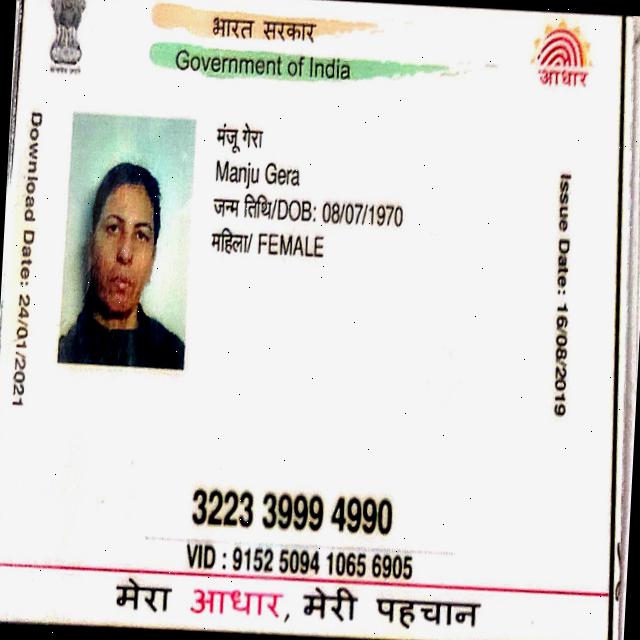 भारत सरकार
Government of India
आधार
मंजू गेरा
Manju Gera
जन्म तिथि/DOB: 08/07/1970
महिला/ FEMALE
Download Date: 24/01/2021
Issue Date: 16/08/2019
3223 3999 4990
VID : 9152 5094 1065 6905
मेरा आधार, मेरी पहचान